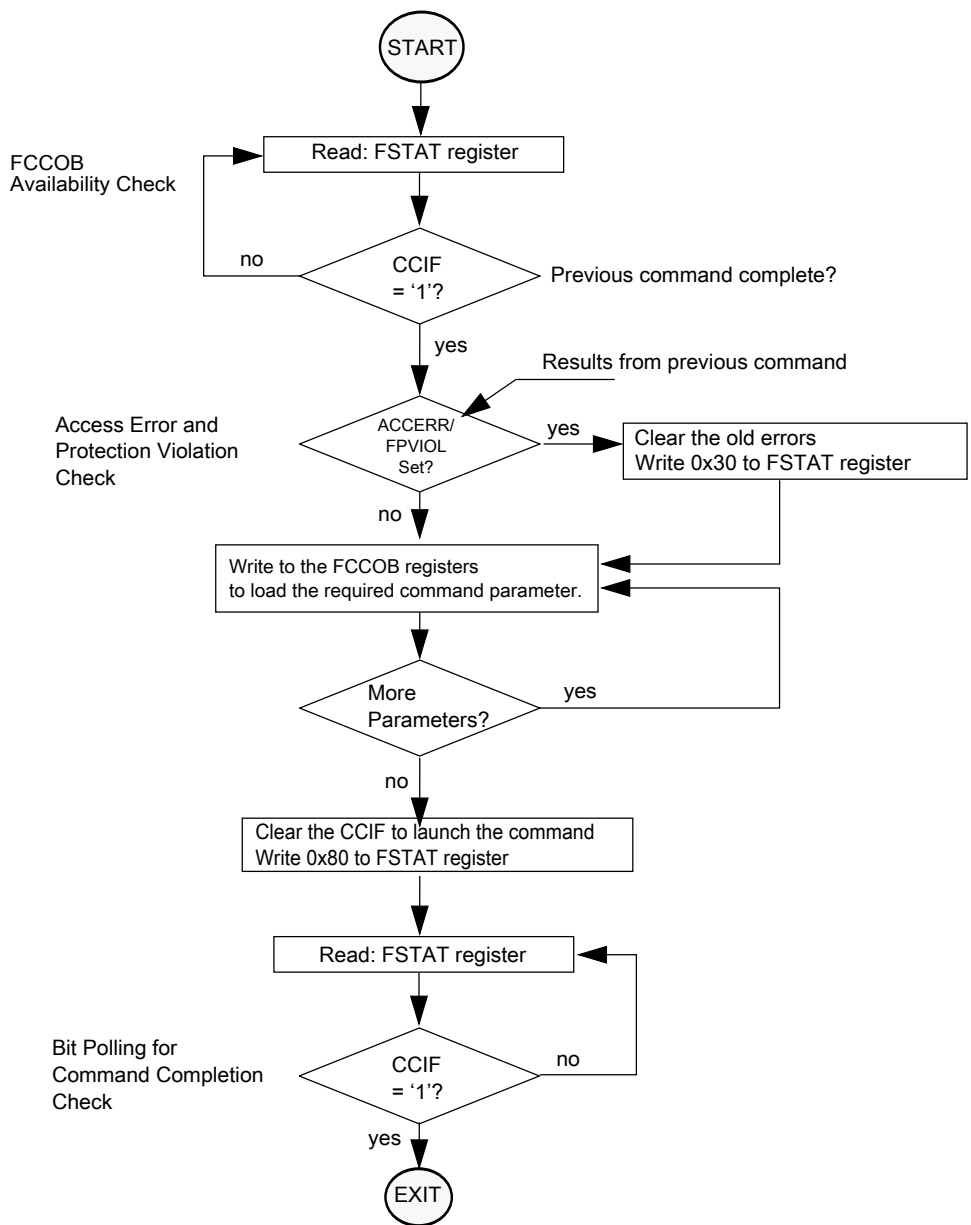 START
Read: FSTAT register
FCCOB
Availability Check
no
CCIF
= ‘1’?
Previous command complete?
yes
Results from previous command
Access Error and
Protection Violation
Check
ACCERR/
FPVIOL
Set?
yes
Clear the old errors
Write 0x30 to FSTAT register
no
Write to the FCCOB registers
to load the required command parameter.
More
Parameters?
yes
no
Clear the CCIF to launch the command
Write 0x80 to FSTAT register
Read: FSTAT register
Bit Polling for
Command Completion
Check
CCIF
= ‘1’?
no
yes
EXIT